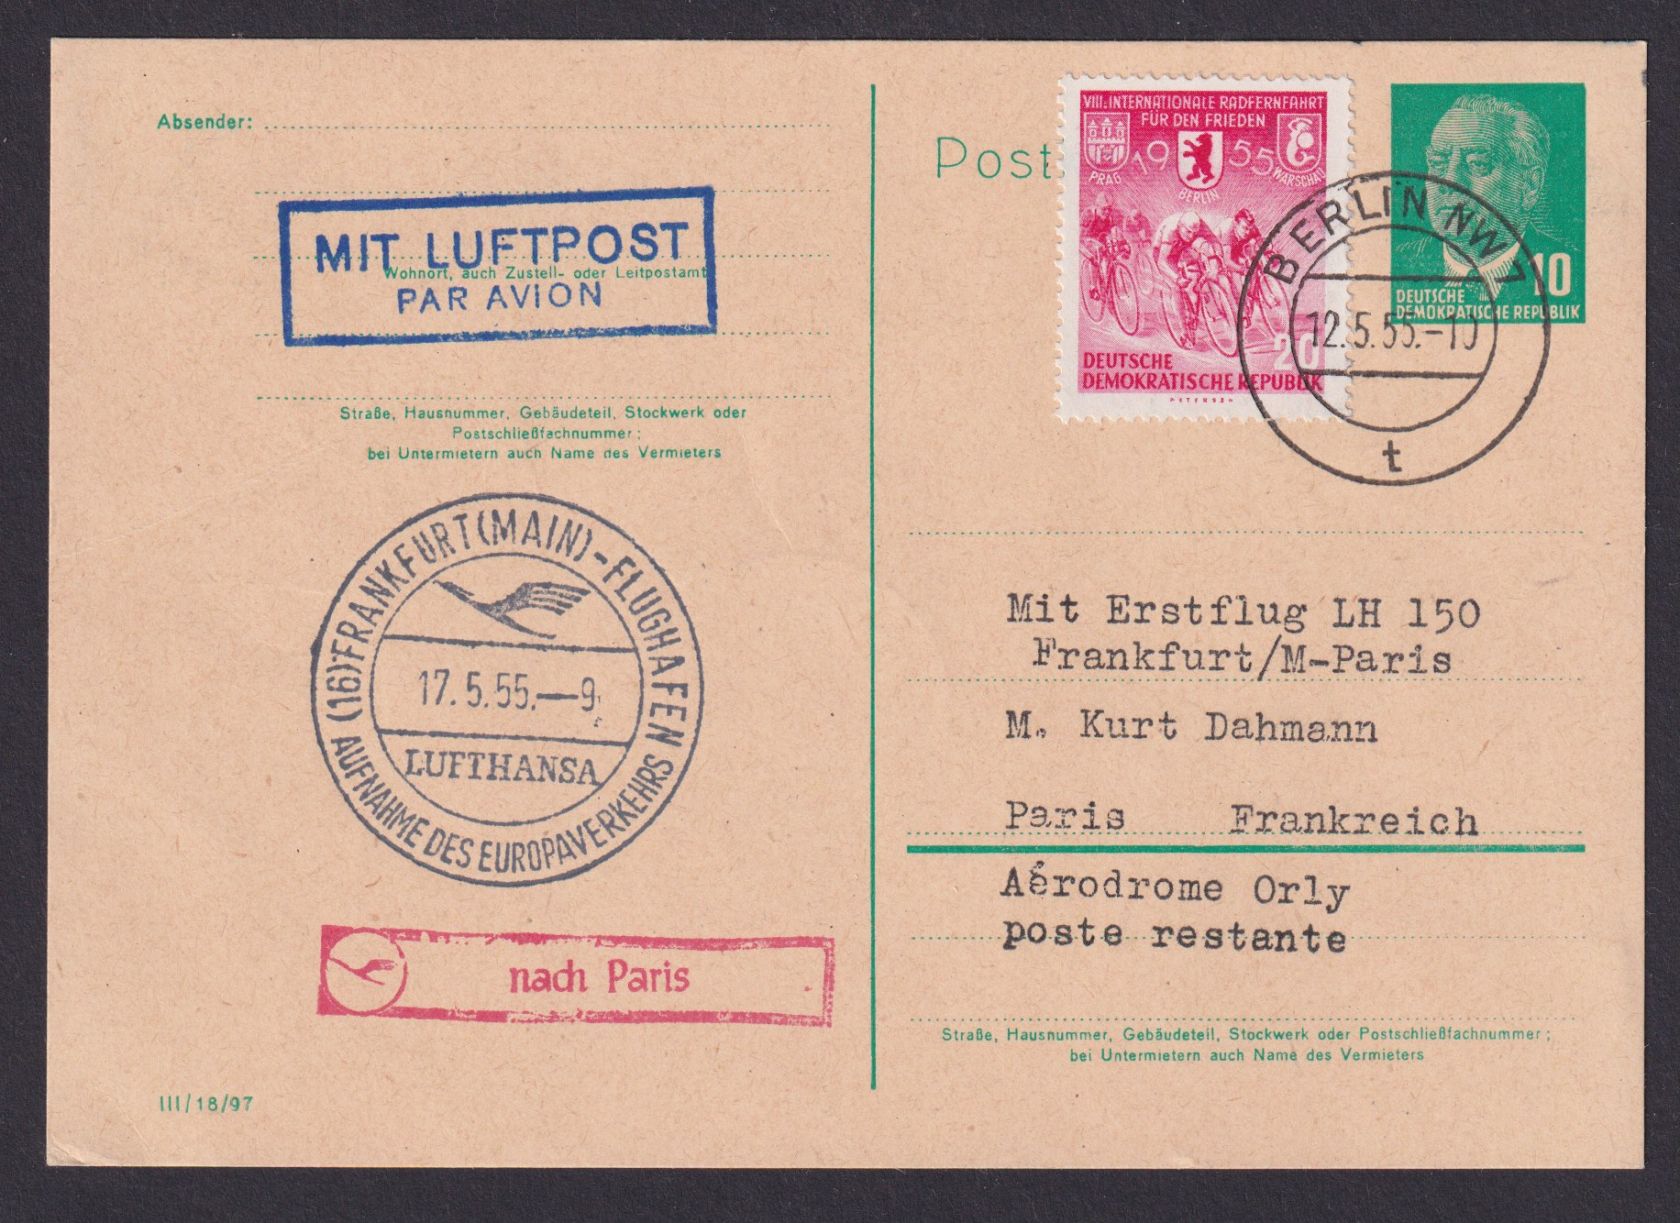 Absender:
MIT LUFTPOST
Wohnort, auch Zustell- oder Leitpostamt
PAR AVION
Straße, Hausnummer, Gebäudeteil, Stockwerk oder
Postschließfachnummer;
bei Untermietern auch Name des Vermieters
(16) FRANKFURT (MAIN) - FLUGHAFEN
17.5.55.—9
LUFTHANSA
AUFNAHME DES EUROPAVERKEHRS
nach Paris
III/18/97
Post
VIII. INTERNATIONALE RADFERNFAHRT
FÜR DEN FRIEDEN
1955
PRAG
BERLIN
WARSCHAU
20
DEUTSCHE
DEMOKRATISCHE REPUBLIK
PETERSEN
10
DEUTSCHE
DEMOKRATISCHE REPUBLIK
BERLIN NW 7
12.5.55.-10
t
Mit Erstflug LH 150
Frankfurt/M-Paris
M. Kurt Dahmann
Paris Frankreich
Aérodrome Orly
poste restante
Straße, Hausnummer, Gebäudeteil, Stockwerk oder Postschließfachnummer;
bei Untermietern auch Name des Vermieters